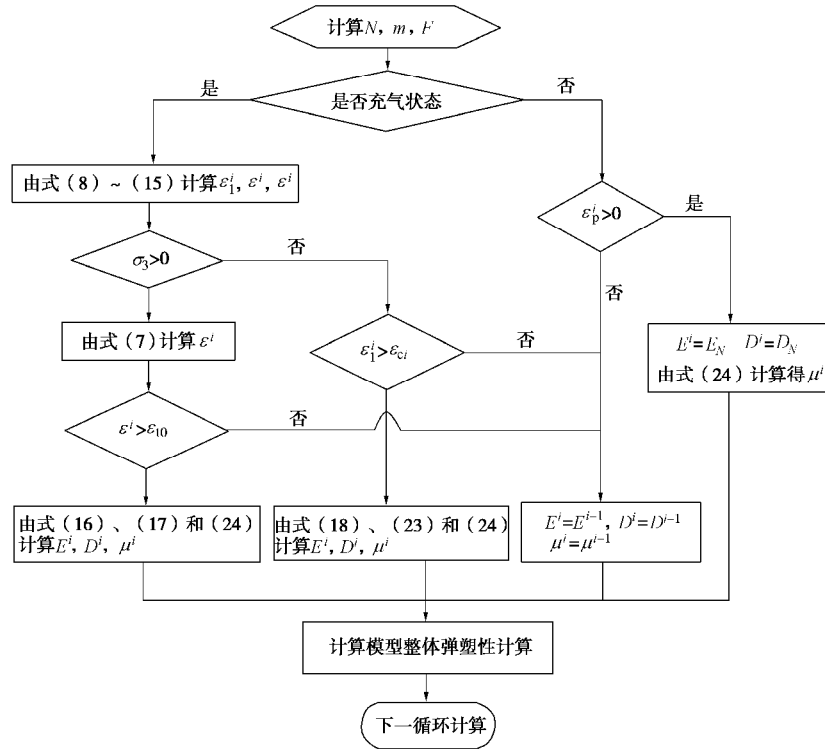 计算N, m, F
是否充气状态
是
否
由式（8）~（15）计算ε₁ⁱ, εⁱ, εⁱ
εₚⁱ>0
是
σ₃>0
否
否
由式（7）计算εⁱ
ε₁ⁱ>ε_ci
否
Eⁱ=E_N Dⁱ=D_N
由式（24）计算得μⁱ
εⁱ>ε_t0
否
由式（16）、（17）和（24）
计算Eⁱ, Dⁱ, μⁱ
由式（18）、（23）和（24）
计算Eⁱ, Dⁱ, μⁱ
Eⁱ=Eⁱ⁻¹, Dⁱ=Dⁱ⁻¹
μⁱ=μⁱ⁻¹
计算模型整体弹塑性计算
下一循环计算